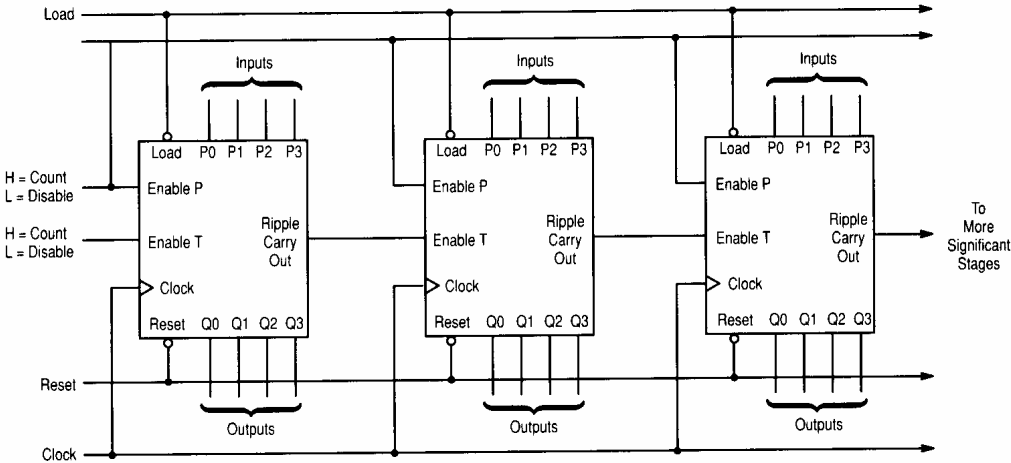 Load
Inputs
Inputs
Inputs
Load P0 P1 P2 P3
Load P0 P1 P2 P3
Load P0 P1 P2 P3
H = Count
L = Disable
Enable P
Enable P
Enable P
H = Count
L = Disable
Enable T
Ripple
Carry
Out
Enable T
Ripple
Carry
Out
Enable T
Ripple
Carry
Out
To
More
Significant
Stages
Clock
Clock
Clock
Reset Q0 Q1 Q2 Q3
Reset Q0 Q1 Q2 Q3
Reset Q0 Q1 Q2 Q3
Reset
Outputs
Outputs
Outputs
Clock